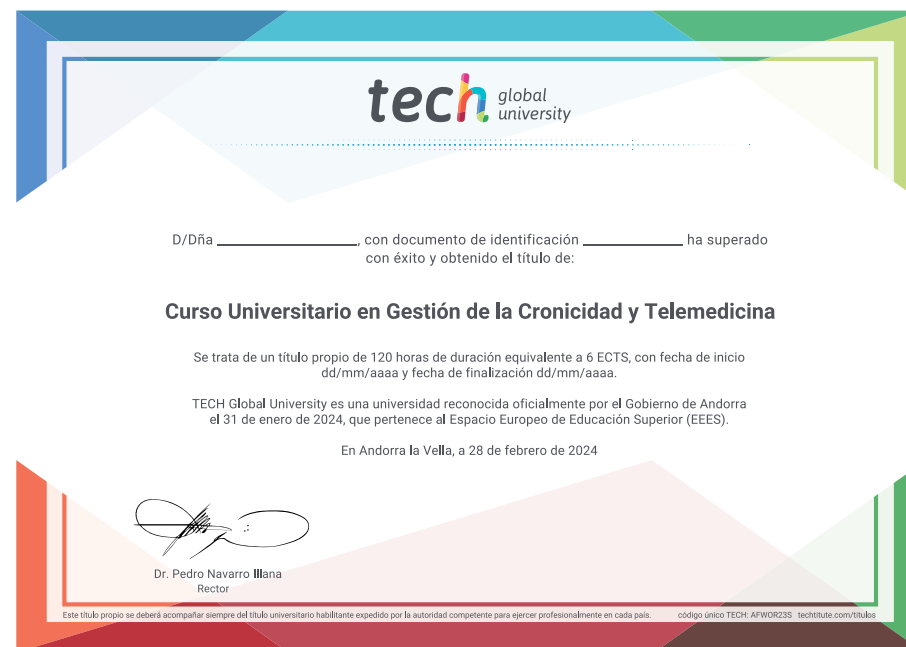 tech global
university
D/Dña ______________, con documento de identificación __________ ha superado
con éxito y obtenido el título de:
Curso Universitario en Gestión de la Cronicidad y Telemedicina
Se trata de un título propio de 120 horas de duración equivalente a 6 ECTS, con fecha de inicio
dd/mm/aaaa y fecha de finalización dd/mm/aaaa.
TECH Global University es una universidad reconocida oficialmente por el Gobierno de Andorra
el 31 de enero de 2024, que pertenece al Espacio Europeo de Educación Superior (EEES).
En Andorra la Vella, a 28 de febrero de 2024
Dr. Pedro Navarro Illana
Rector
Este título propio se deberá acompañar siempre del título universitario habilitante expedido por la autoridad competente para ejercer profesionalmente en cada país. código único TECH: AFWOR23S techtitute.com/titulos